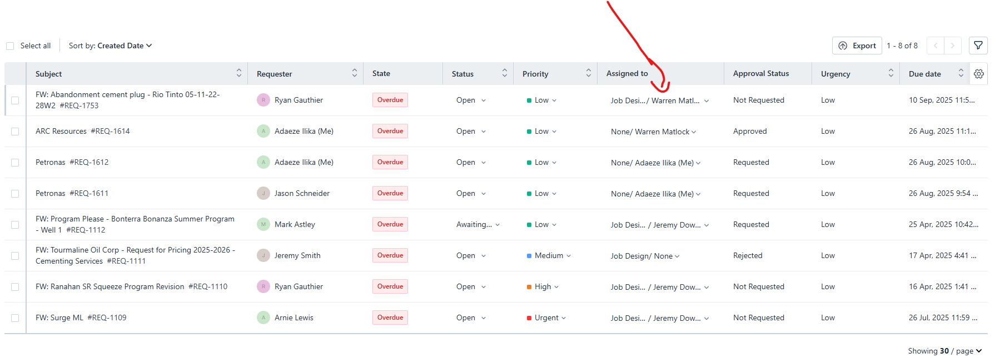 Select all Sort by: Created Date Export 1 - 8 of 8
Subject Requester State Status Priority Assigned to Approval Status Urgency Due date
FW: Abandonment cement plug - Rio Tinto 05-11-22-
28W2 #REQ-1753 R Ryan Gauthier Overdue Open Low Job Desi.../ Warren Matl... Not Requested Low 10 Sep, 2025 11:5...
ARC Resources #REQ-1614 A Adaeze Ilika (Me) Overdue Open Low None/ Warren Matlock Approved Low 26 Aug, 2025 11:1...
Petronas #REQ-1612 A Adaeze Ilika (Me) Overdue Open Low None/ Adaeze Ilika (Me) Requested Low 26 Aug, 2025 10:0...
Petronas #REQ-1611 J Jason Schneider Overdue Open Low None/ Adaeze Ilika (Me) Requested Low 26 Aug, 2025 9:54 ...
FW: Program Please - Bonterra Bonanza Summer Program
- Well 1 #REQ-1112 M Mark Astley Overdue Awaiting... Low Job Desi... / Jeremy Dow... Requested Low 25 Apr, 2025 10:42...
FW: Tourmaline Oil Corp - Request for Pricing 2025-2026 -
Cementing Services #REQ-1111 J Jeremy Smith Overdue Open Medium Job Design/ None Rejected Low 17 Apr, 2025 4:41 ...
FW: Ranahan SR Squeeze Program Revision #REQ-1110 R Ryan Gauthier Overdue Open High Job Desi... / Jeremy Dow... Not Requested Low 16 Apr, 2025 1:41 ...
FW: Surge ML #REQ-1109 A Arnie Lewis Overdue Open Urgent Job Desi... / Jeremy Dow... Not Requested Low 26 Jul, 2025 11:59 ...
Showing 30 / page